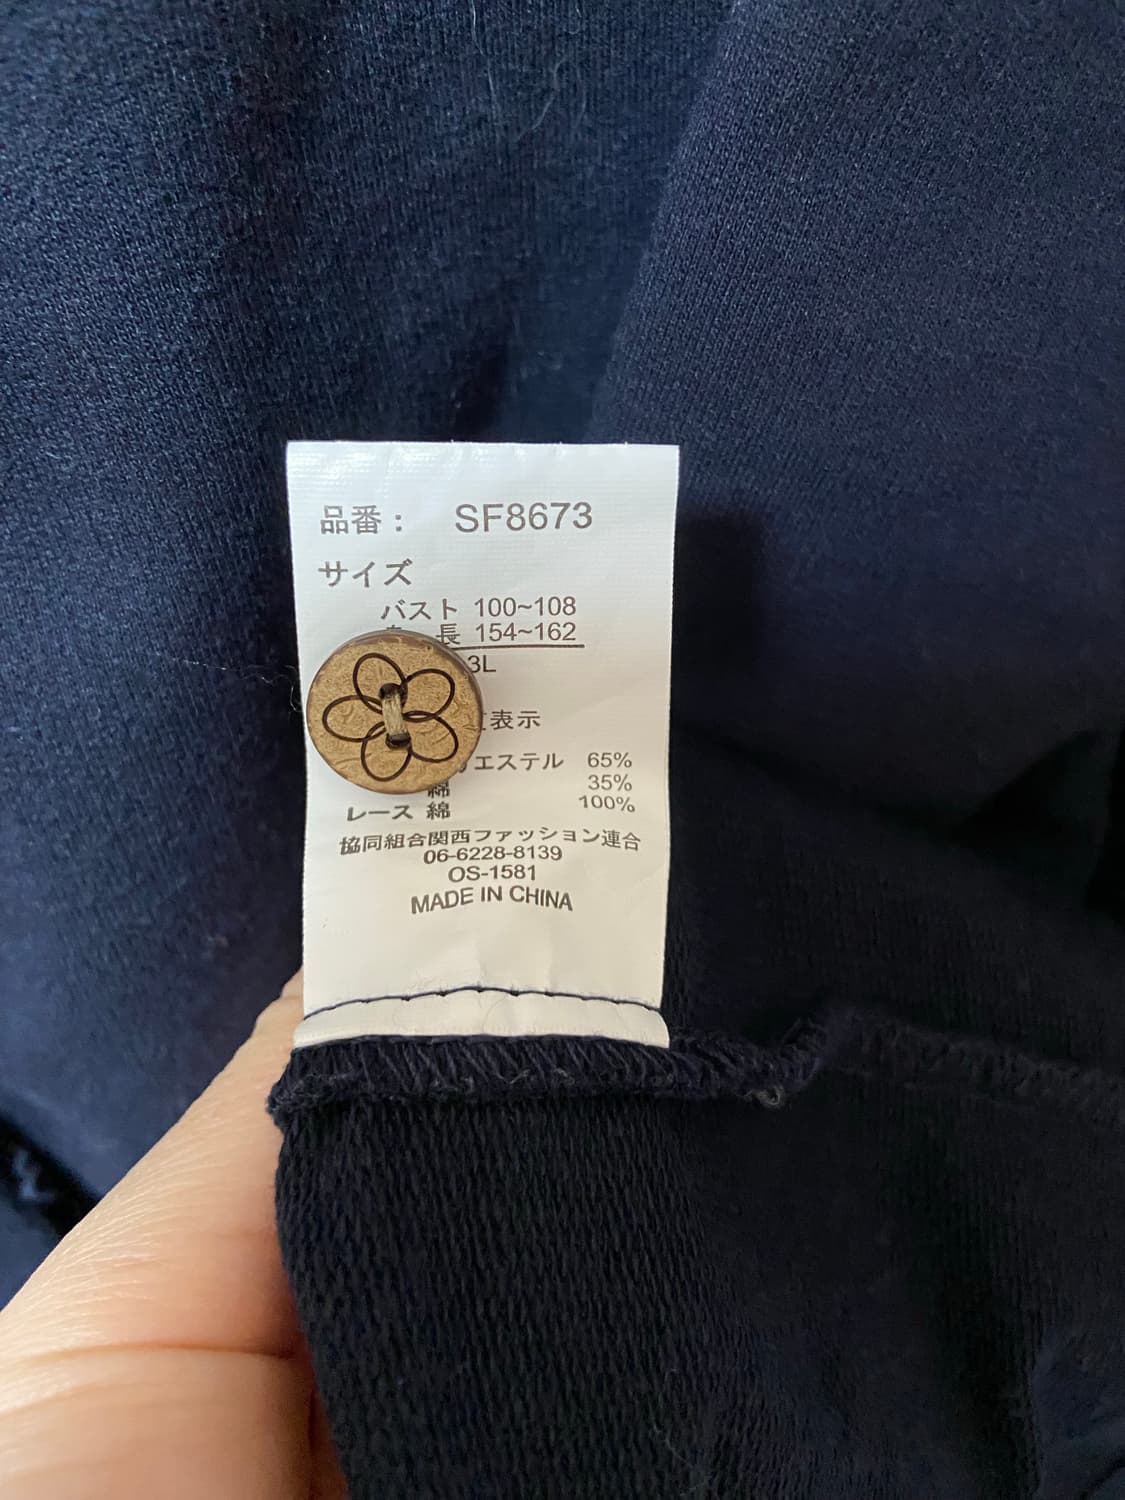 品番： SF8673
サイズ
バスト 100~108
長 154~162
3L
表示
エステル 65%
綿 35%
レース 綿 100%
協同組合関西ファッション連合
06-6228-8139
OS-1581
MADE IN CHINA